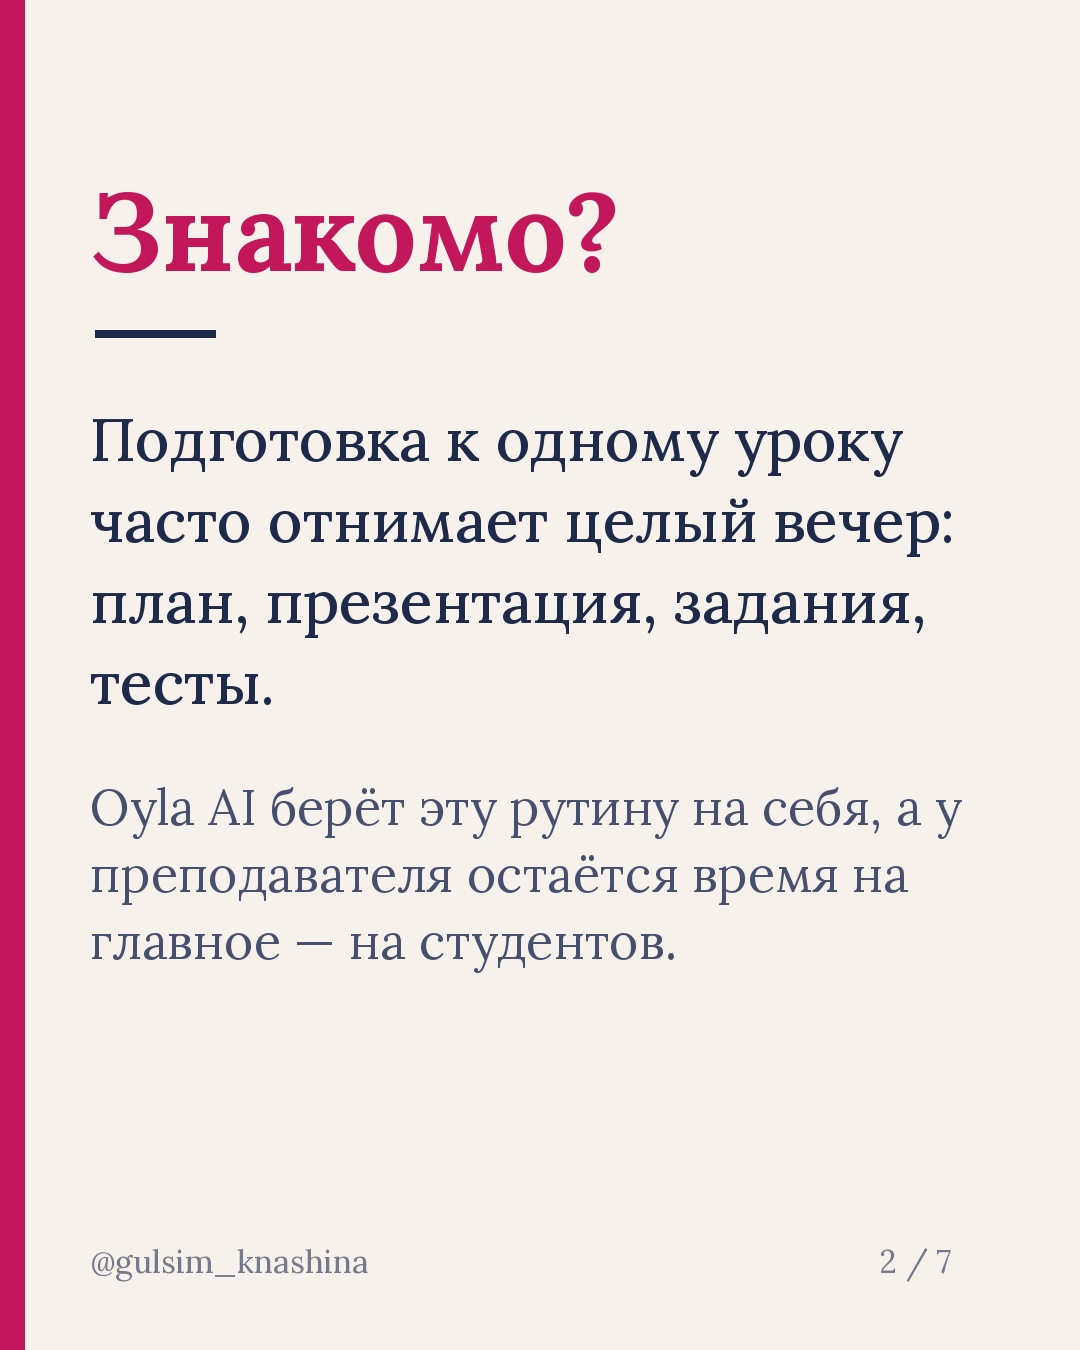 Знакомо?
Подготовка к одному уроку
часто отнимает целый вечер:
план, презентация, задания,
тесты.
Oyla AI берёт эту рутину на себя, а у
преподавателя остаётся время на
главное — на студентов.
@gulsim_knashina
2 / 7